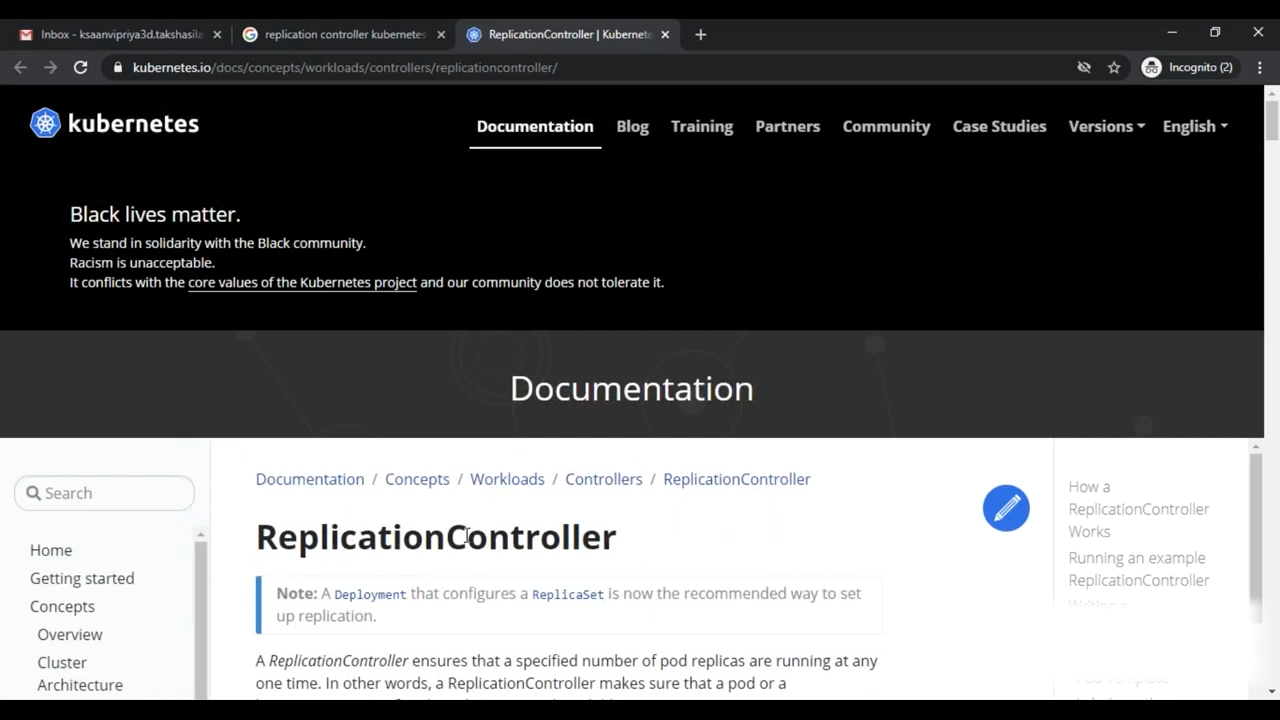 Inbox - ksaanvipriya3d.takshasila
replication controller kubernetes
ReplicationController | Kubernete
kubernetes.io/docs/concepts/workloads/controllers/replicationcontroller/
Incognito (2)
kubernetes
Documentation
Blog
Training
Partners
Community
Case Studies
Versions
English
Black lives matter.
We stand in solidarity with the Black community.
Racism is unacceptable.
It conflicts with the core values of the Kubernetes project and our community does not tolerate it.
Documentation
Search
Home
Getting started
Concepts
Overview
Cluster
Architecture
Documentation / Concepts / Workloads / Controllers / ReplicationController
ReplicationController
Note: A Deployment that configures a ReplicaSet is now the recommended way to set
up replication.
A ReplicationController ensures that a specified number of pod replicas are running at any
one time. In other words, a ReplicationController makes sure that a pod or a
How a
ReplicationController
Works
Running an example
ReplicationController